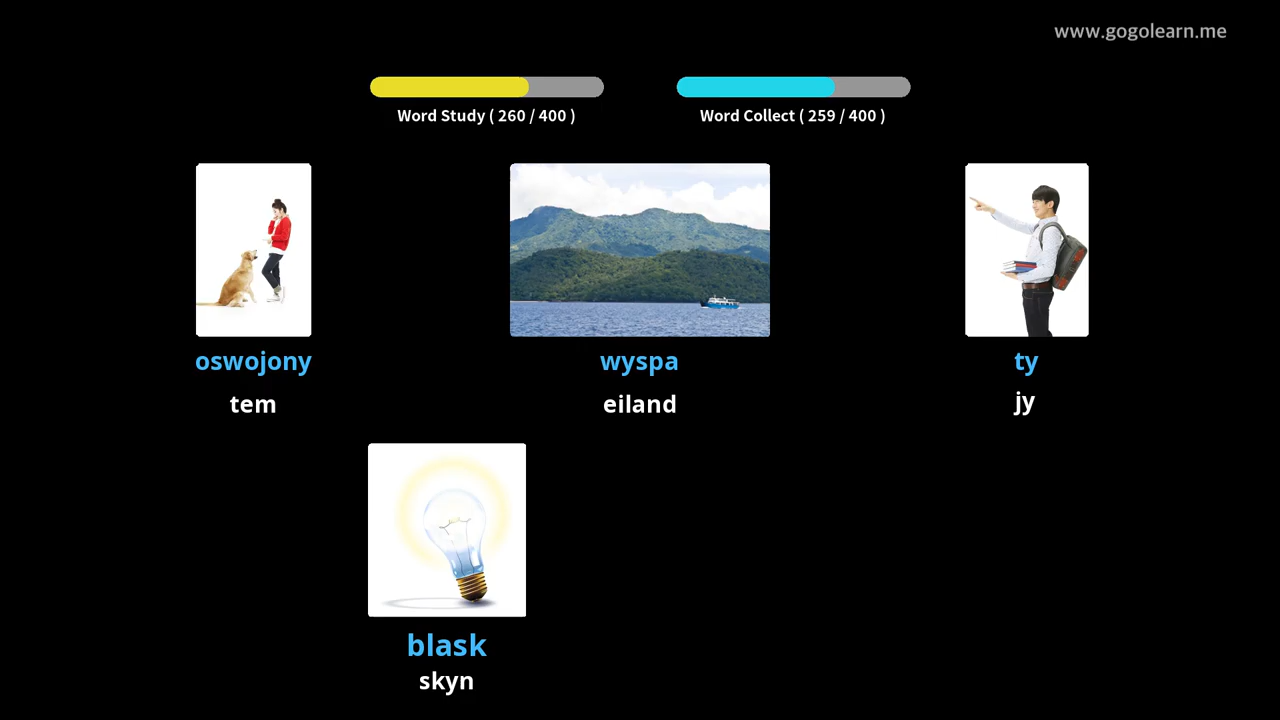 www.gogolearn.me
Word Study ( 260 / 400 )
Word Collect ( 259 / 400 )
oswojony
wyspa
ty
tem
eiland
jy
blask
skyn